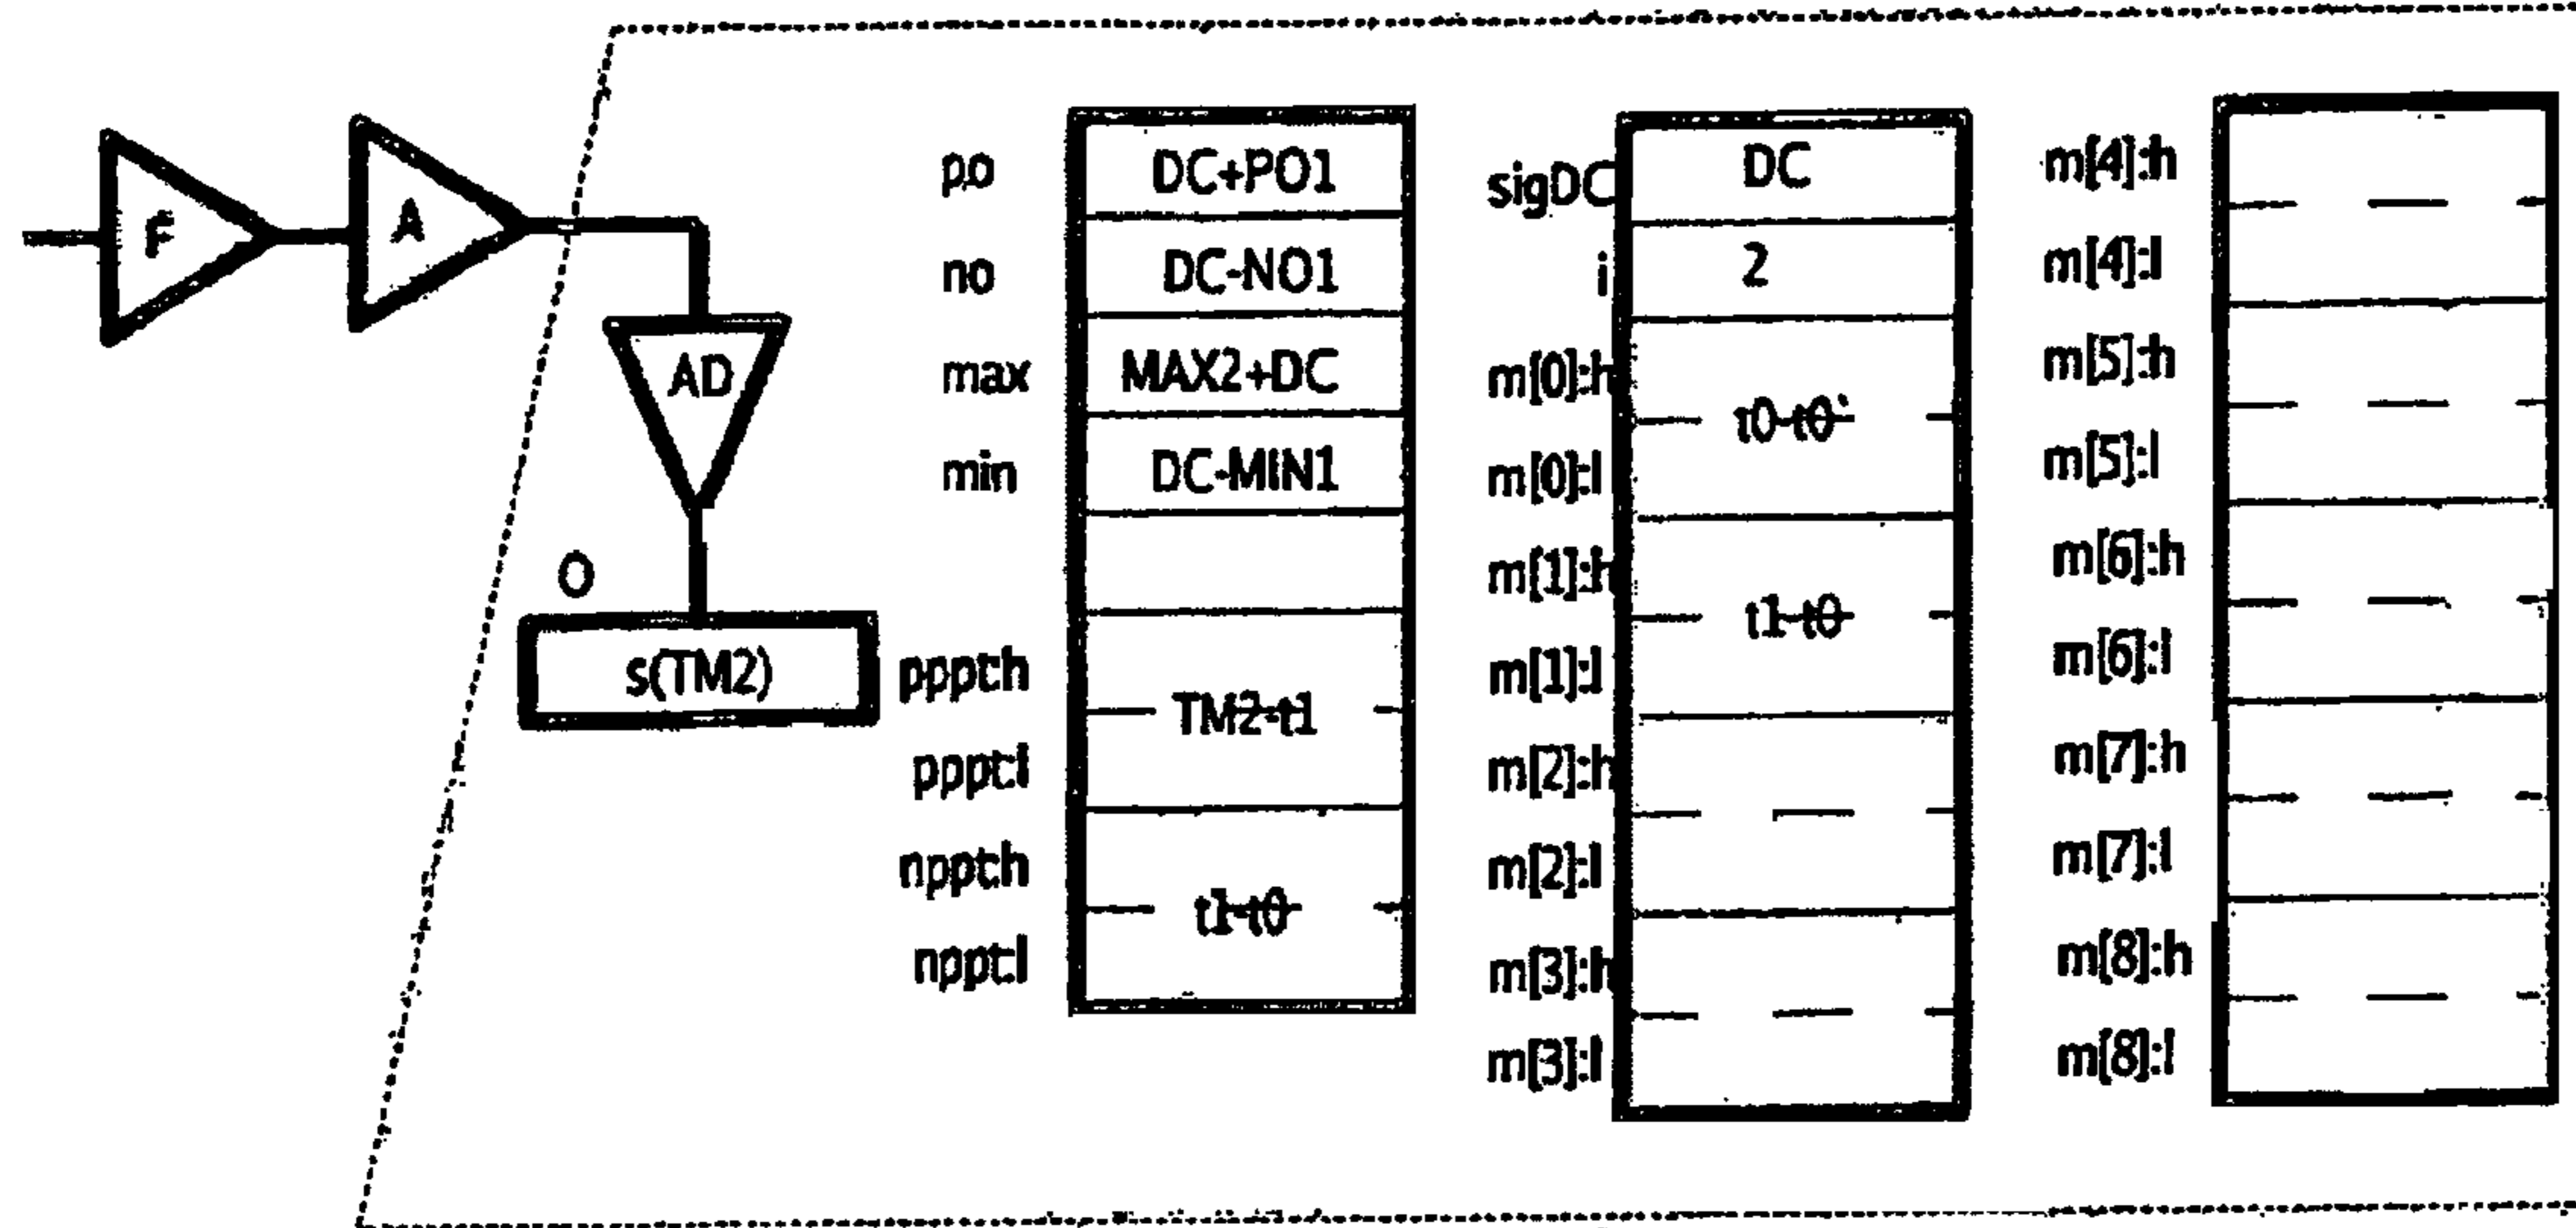 F
A
AD
O
s(TM2)
po
DC+PO1
no
DC-NO1
max
MAX2+DC
min
DC-MIN1
pppt:h
TM2-t1
pppt:l
nppt:h
t1-t0
nppt:l
sigDC
DC
i
2
m[0]:h
t0-t0`
m[0]:l
m[1]:h
t1-t0
m[1]:l
m[2]:h
m[2]:l
m[3]:h
m[3]:l
m[4]:h
m[4]:l
m[5]:h
m[5]:l
m[6]:h
m[6]:l
m[7]:h
m[7]:l
m[8]:h
m[8]:l